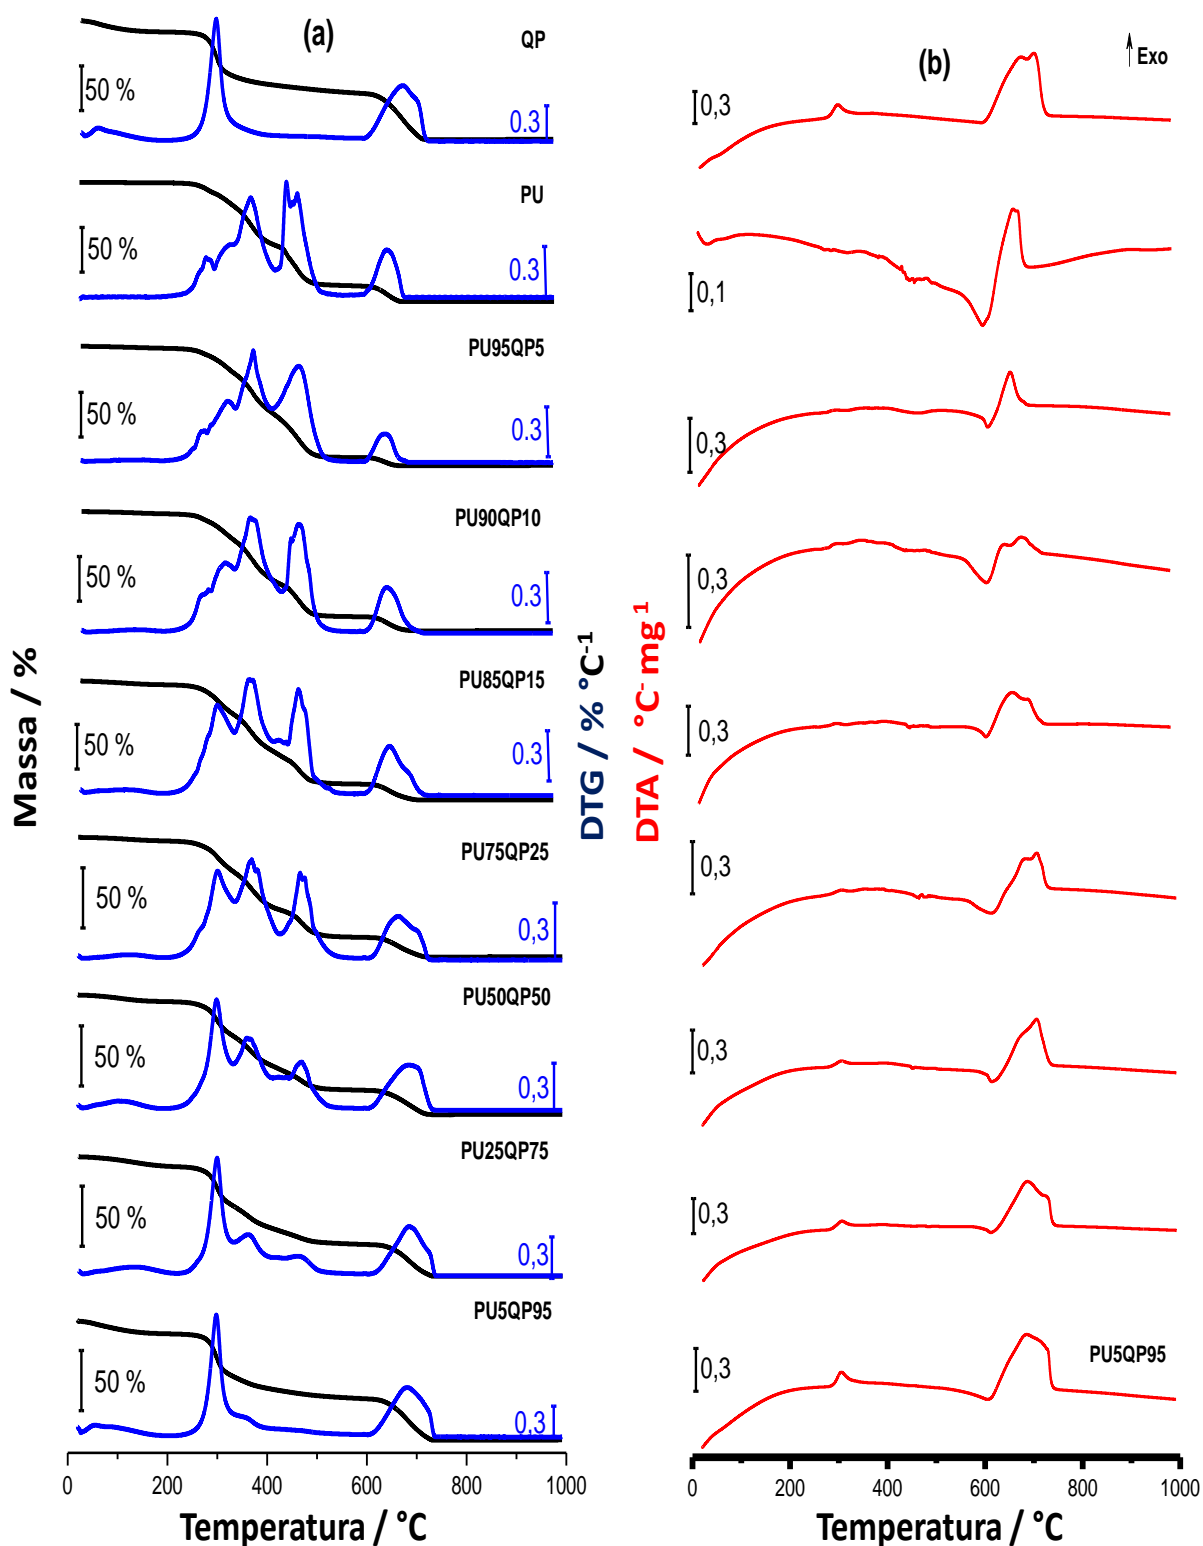 (a)
QP
50 %
0.3
PU
50 %
0.3
PU95QP5
50 %
0.3
PU90QP10
50 %
0.3
PU85QP15
50 %
0.3
PU75QP25
50 %
0,3
PU50QP50
50 %
0,3
PU25QP75
50 %
0,3
PU5QP95
50 %
0,3
Massa / %
DTG / % °C-1
0 200 400 600 800 1000
Temperatura / °C
(b)
Exo
0,3
0,1
0,3
0,3
0,3
0,3
0,3
0,3
0,3
PU5QP95
DTA / °C mg-1
0 200 400 600 800 1000
Temperatura / °C